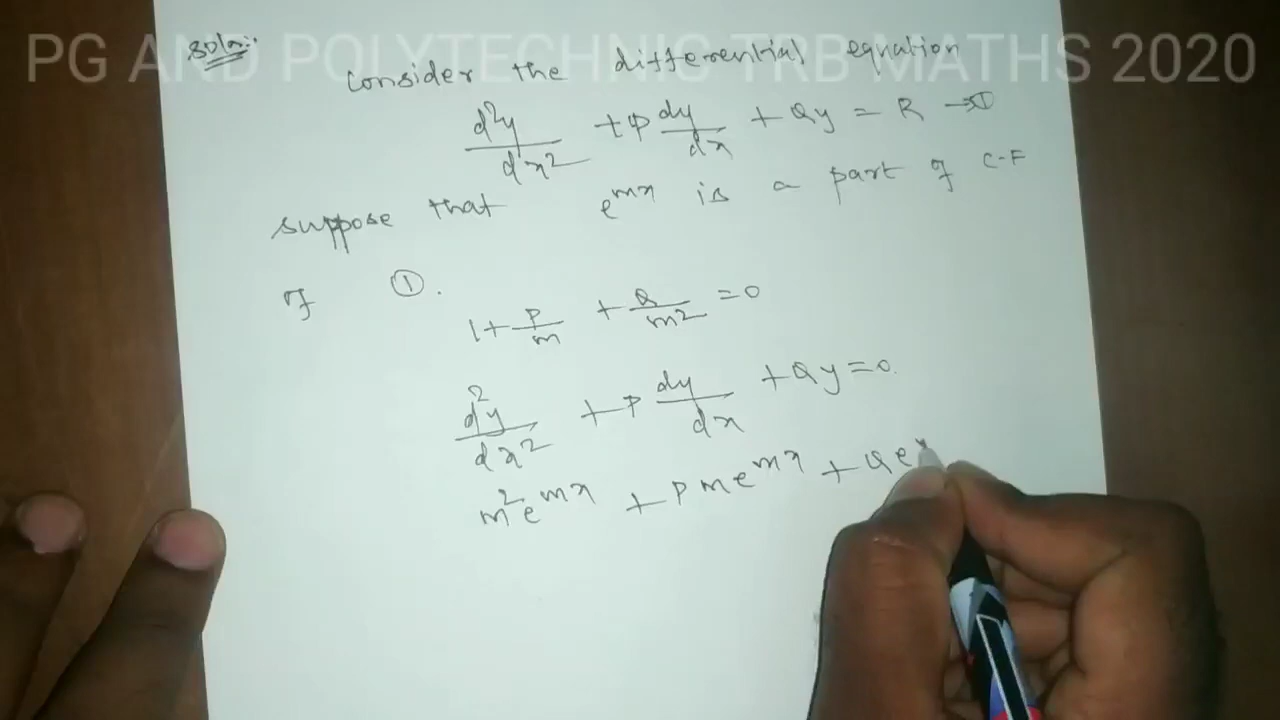 PG AND POLYTECHNIC TRB MATHS 2020
Soln:-
Consider the differential equation
d²y/dx² + P dy/dx + Qy = R → ①
suppose that e^{mx} is a part of C-F
of ①.
1 + P/m + Q/m² = 0
d²y/dx² + P dy/dx + Qy = 0.
m²e^{mx} + P m e^{mx} + Q e